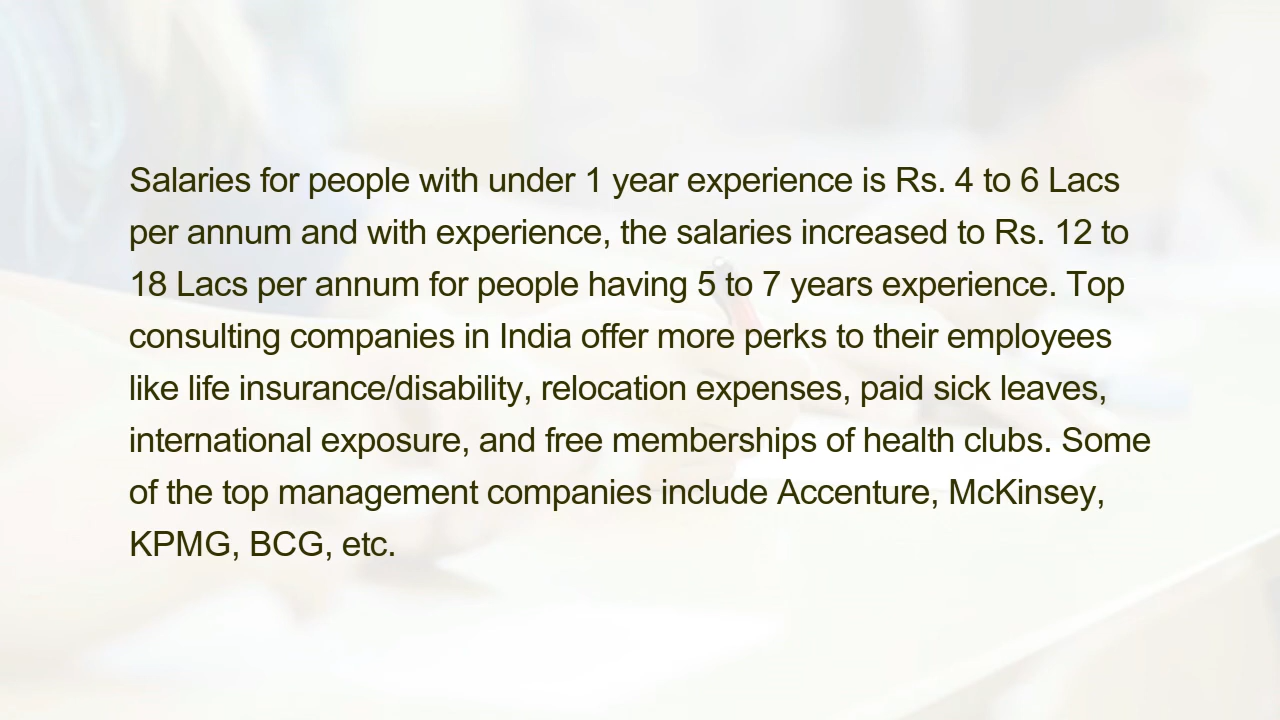 Salaries for people with under 1 year experience is Rs. 4 to 6 Lacs
per annum and with experience, the salaries increased to Rs. 12 to
18 Lacs per annum for people having 5 to 7 years experience. Top
consulting companies in India offer more perks to their employees
like life insurance/disability, relocation expenses, paid sick leaves,
international exposure, and free memberships of health clubs. Some
of the top management companies include Accenture, McKinsey,
KPMG, BCG, etc.